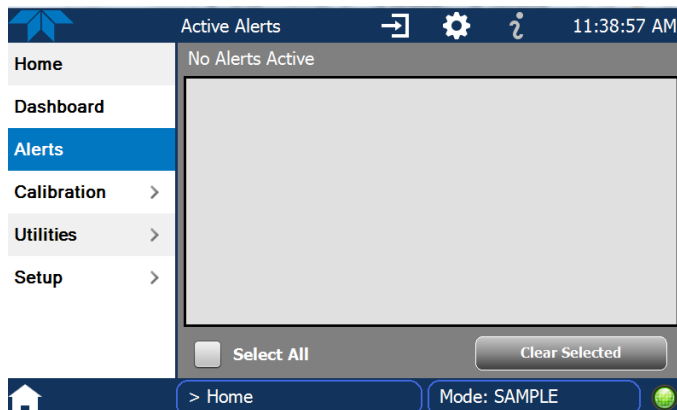 Active Alerts
11:38:57 AM
Home
Dashboard
Alerts
Calibration >
Utilities >
Setup >
No Alerts Active
Select All
Clear Selected
> Home
Mode: SAMPLE